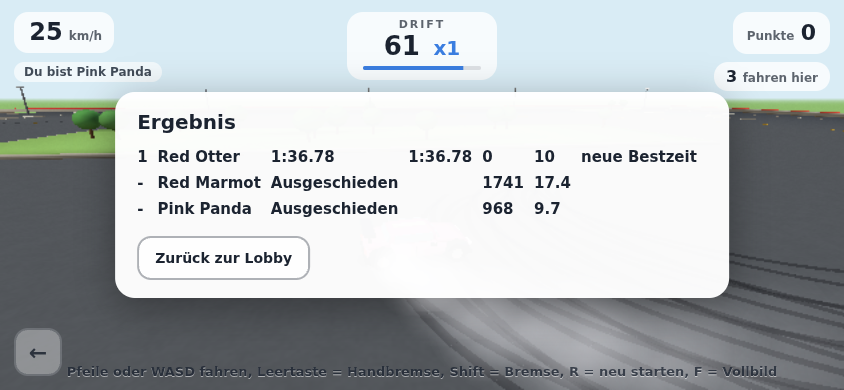 25 km/h
DRIFT
61 x1
Punkte 0
Du bist Pink Panda
3 fahren hier
Ergebnis
1 Red Otter 1:36.78 1:36.78 0 10 neue Bestzeit
- Red Marmot Ausgeschieden 1741 17.4
- Pink Panda Ausgeschieden 968 9.7
Zurück zur Lobby
←
Pfeile oder WASD fahren, Leertaste = Handbremse, Shift = Bremse, R = neu starten, F = Vollbild